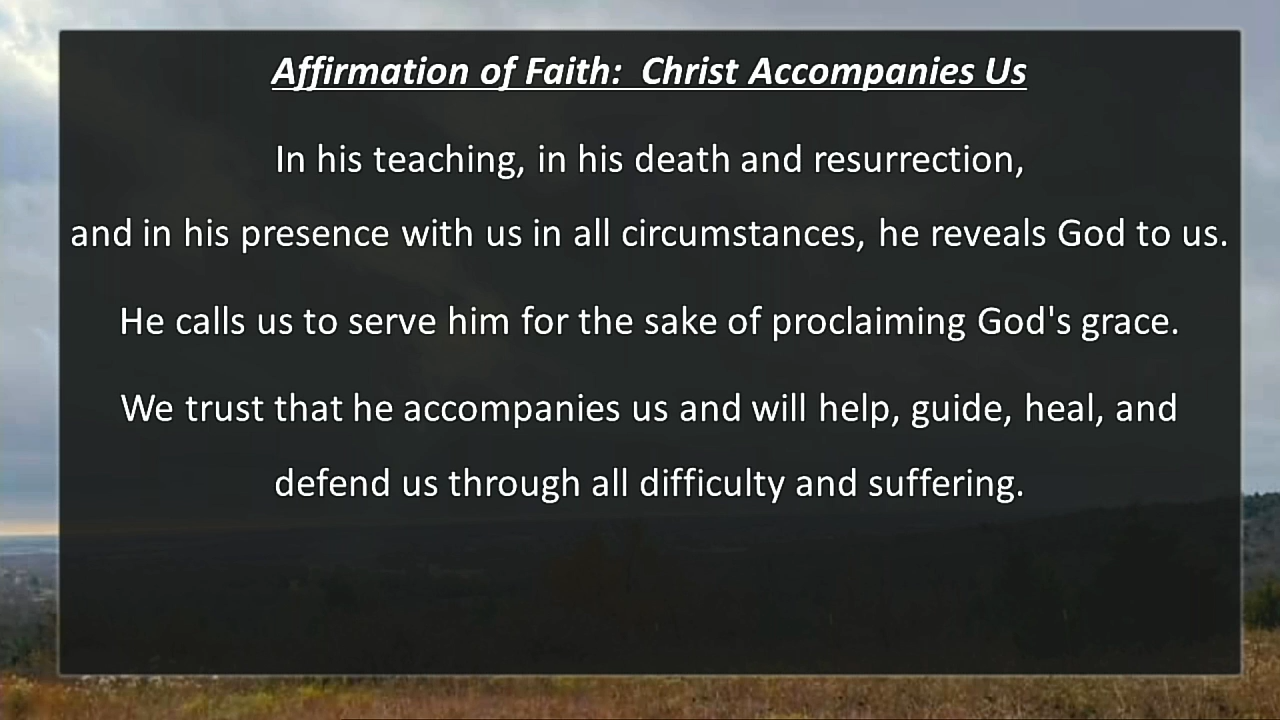 Affirmation of Faith:  Christ Accompanies Us
In his teaching, in his death and resurrection,
and in his presence with us in all circumstances, he reveals God to us.
He calls us to serve him for the sake of proclaiming God's grace.
We trust that he accompanies us and will help, guide, heal, and
defend us through all difficulty and suffering.